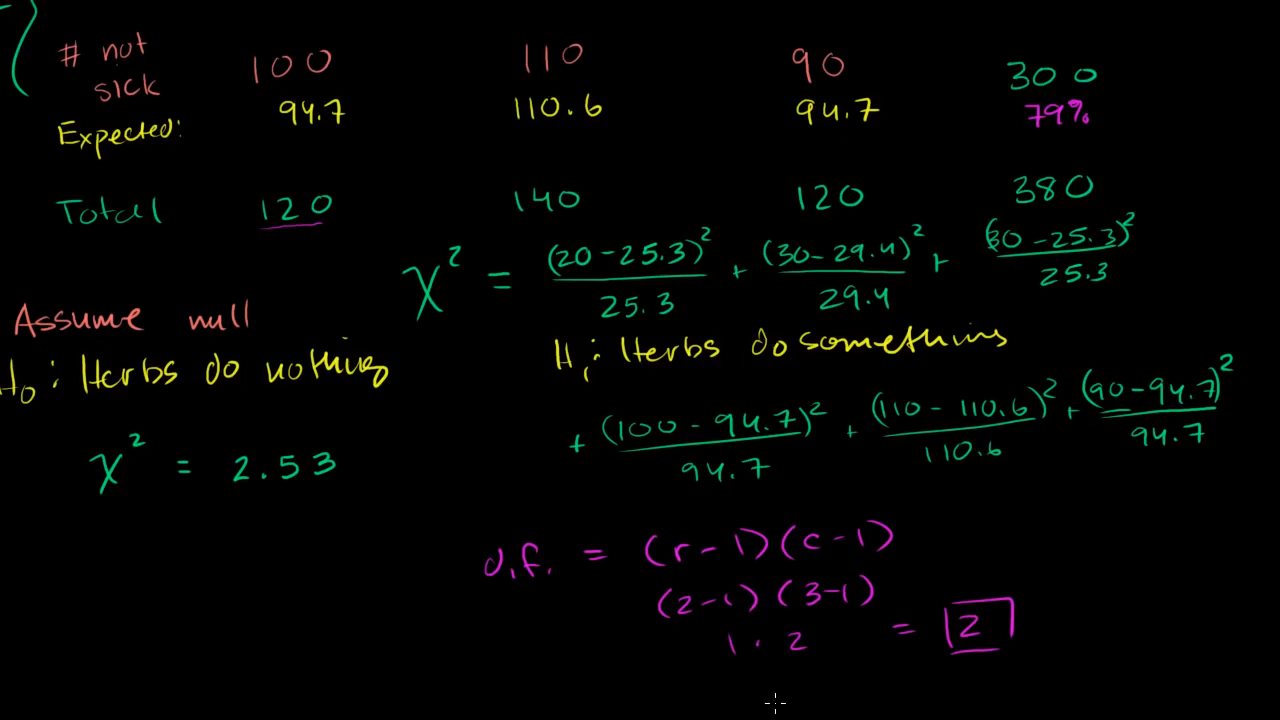 # not sick 100 110 90 300
Expected: 94.7 110.6 94.7 79%
Total 120 140 120 380
χ² = (20-25.3)²/25.3 + (30-29.4)²/29.4 + (30-25.3)²/25.3
Assume null
H₀: Herbs do nothing
H₁: Herbs do something
+ (100-94.7)²/94.7 + (110-110.6)²/110.6 + (90-94.7)²/94.7
χ² = 2.53
d.f. = (r-1)(c-1)
(2-1)(3-1)
1 · 2 = 2